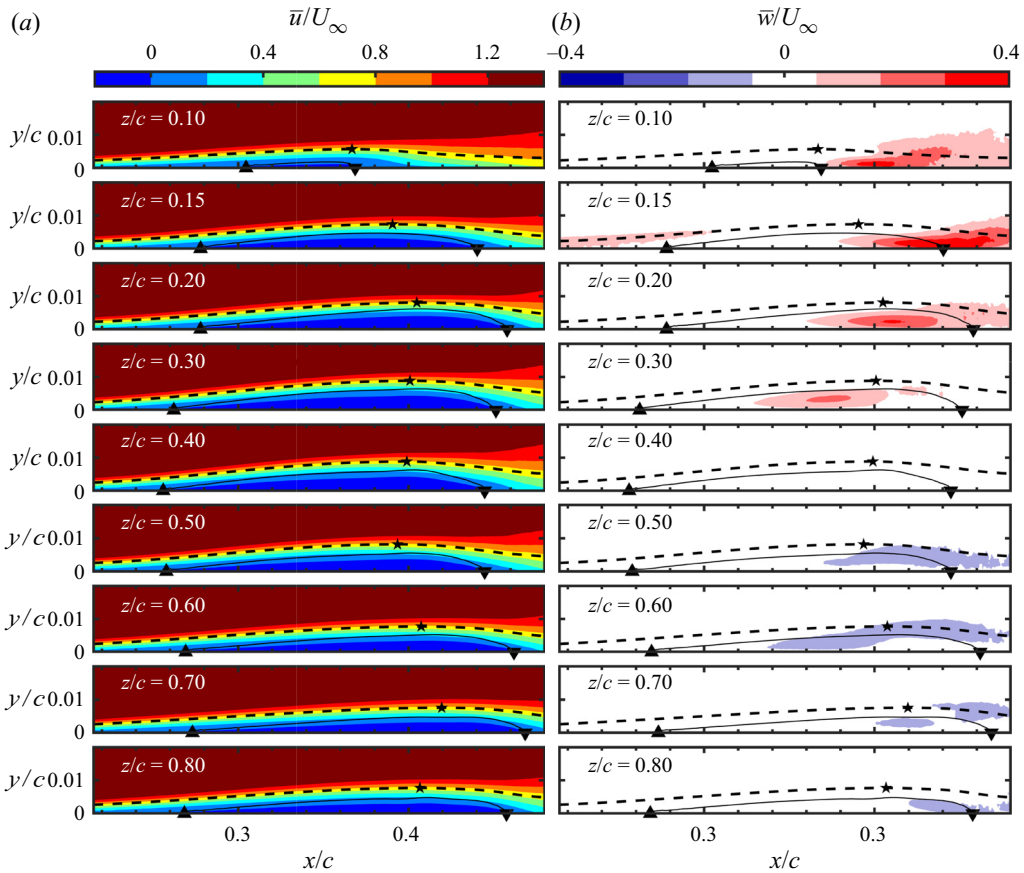 (a) u̅/U∞ (b) w̅/U∞
0 0.4 0.8 1.2 −0.4 0 0.4
y/c 0.01 0 z/c = 0.10 z/c = 0.10
y/c 0.01 0 z/c = 0.15 z/c = 0.15
y/c 0.01 0 z/c = 0.20 z/c = 0.20
y/c 0.01 0 z/c = 0.30 z/c = 0.30
y/c 0.01 0 z/c = 0.40 z/c = 0.40
y/c 0.01 0 z/c = 0.50 z/c = 0.50
y/c 0.01 0 z/c = 0.60 z/c = 0.60
y/c 0.01 0 z/c = 0.70 z/c = 0.70
y/c 0.01 0 z/c = 0.80 z/c = 0.80
0.3 0.4 0.3 0.3
x/c x/c